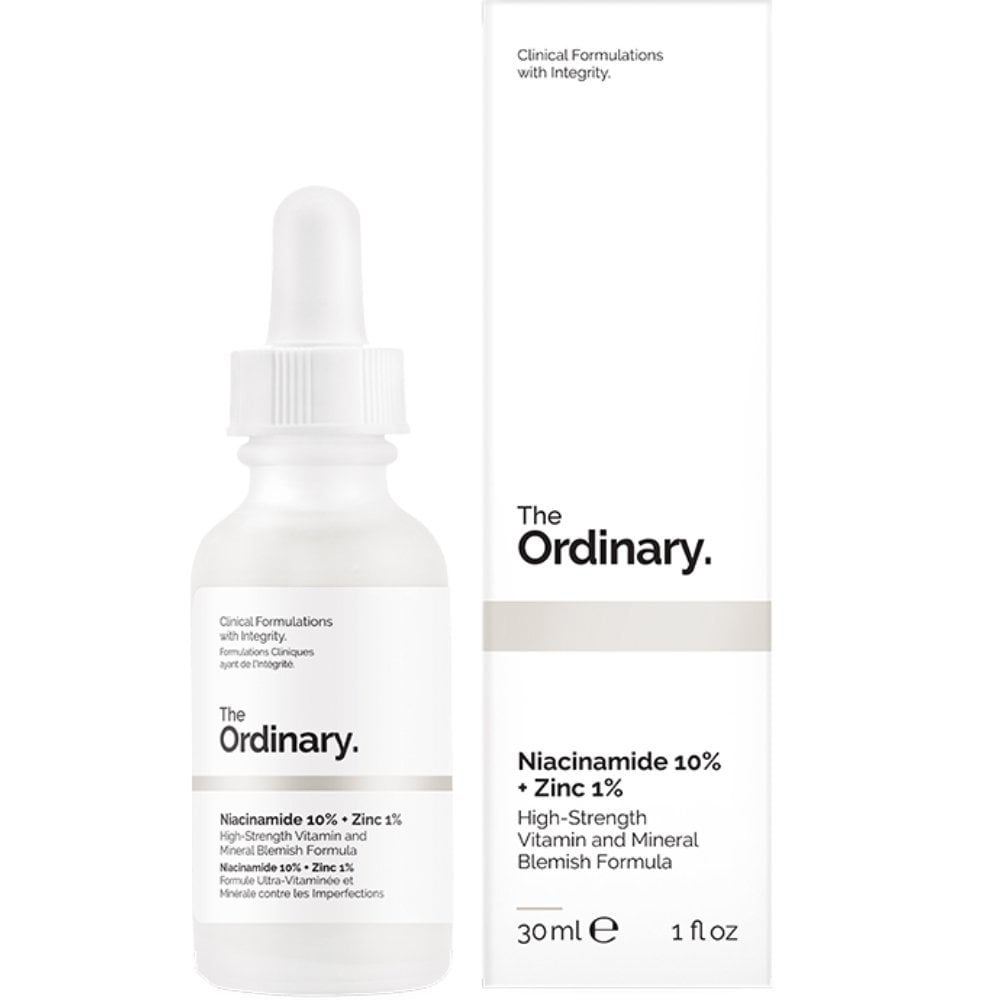 Clinical Formulations
with Integrity.
Formulations Cliniques
ayant de l'Intégrité.
The
Ordinary.
Niacinamide 10% + Zinc 1%
High-Strength Vitamin and
Mineral Blemish Formula
Niacinamide 10% + Zinc 1%
Formule Ultra-Vitaminée et
Minérale contre les Imperfections
Clinical Formulations
with Integrity.
The
Ordinary.
Niacinamide 10%
+ Zinc 1%
High-Strength
Vitamin and Mineral
Blemish Formula
30 ml ℮ 1 fl oz